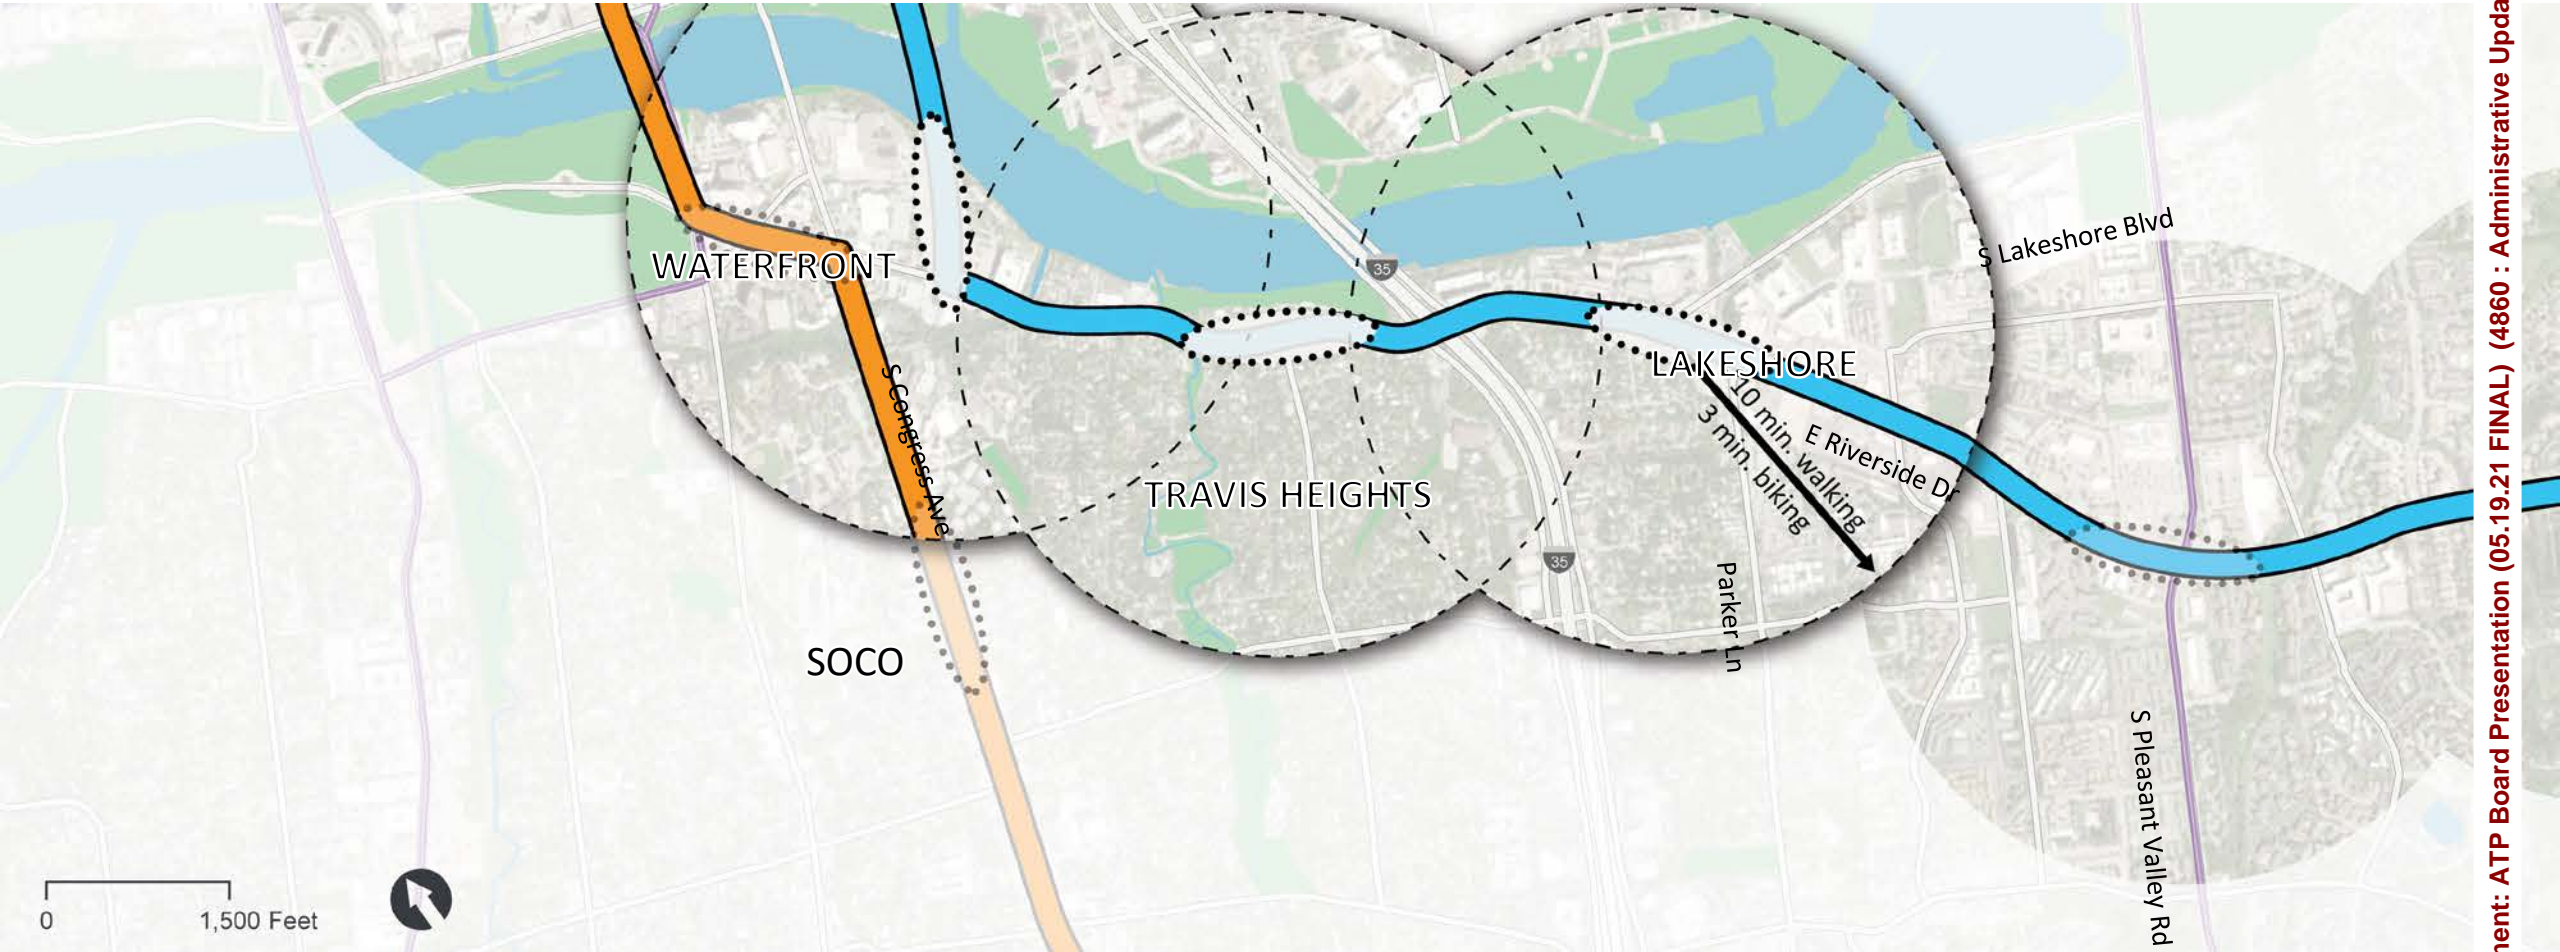 35
S Lakeshore Blvd
WATERFRONT
LAKESHORE
S Congress Ave
10 min. walking
3 min. biking
E Riverside Dr
TRAVIS HEIGHTS
35
Parker Ln
SOCO
S Pleasant Valley Rd
0 1,500 Feet
ATP Board Presentation (05.19.21 FINAL) (4860 : Administrative